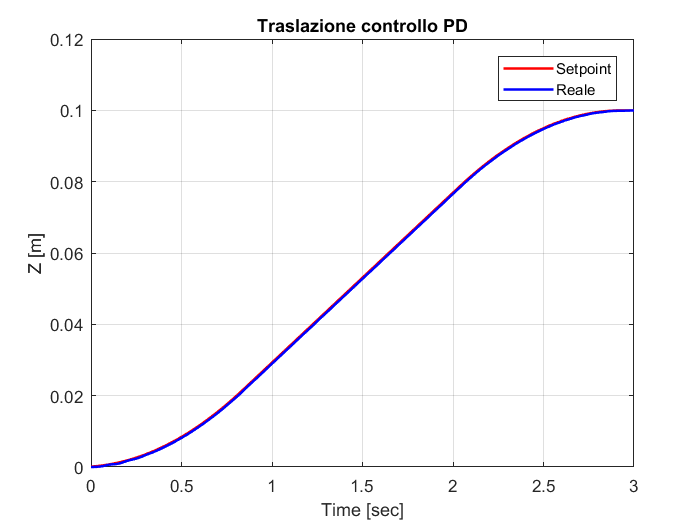 Traslazione controllo PD
Setpoint
Reale
0.12
0.1
0.08
0.06
0.04
0.02
0
Z [m]
0 0.5 1 1.5 2 2.5 3
Time [sec]